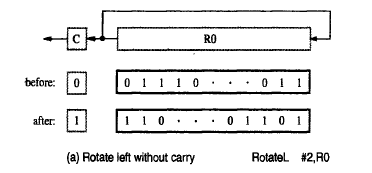 C R0
before: 0 0 1 1 1 0 · · · 0 1 1
after: 1 1 1 0 · · · 0 1 1 0 1
(a) Rotate left without carry RotateL #2,R0